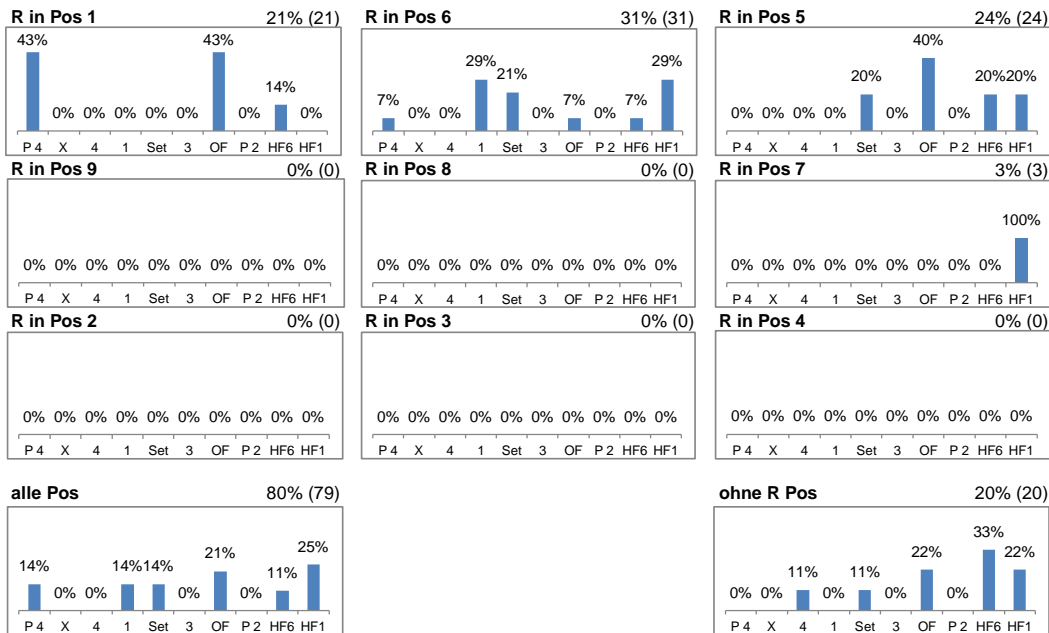 R in Pos 1 21% (21)
43% 0% 0% 0% 0% 0% 43% 0% 14% 0%
P 4 X 4 1 Set 3 OF P 2 HF6 HF1
R in Pos 6 31% (31)
7% 0% 0% 29% 21% 0% 7% 0% 7% 29%
P 4 X 4 1 Set 3 OF P 2 HF6 HF1
R in Pos 5 24% (24)
0% 0% 0% 0% 20% 0% 40% 0% 20% 20%
P 4 X 4 1 Set 3 OF P 2 HF6 HF1
R in Pos 9 0% (0)
0% 0% 0% 0% 0% 0% 0% 0% 0% 0%
P 4 X 4 1 Set 3 OF P 2 HF6 HF1
R in Pos 8 0% (0)
0% 0% 0% 0% 0% 0% 0% 0% 0% 0%
P 4 X 4 1 Set 3 OF P 2 HF6 HF1
R in Pos 7 3% (3)
0% 0% 0% 0% 0% 0% 0% 0% 0% 100%
P 4 X 4 1 Set 3 OF P 2 HF6 HF1
R in Pos 2 0% (0)
0% 0% 0% 0% 0% 0% 0% 0% 0% 0%
P 4 X 4 1 Set 3 OF P 2 HF6 HF1
R in Pos 3 0% (0)
0% 0% 0% 0% 0% 0% 0% 0% 0% 0%
P 4 X 4 1 Set 3 OF P 2 HF6 HF1
R in Pos 4 0% (0)
0% 0% 0% 0% 0% 0% 0% 0% 0% 0%
P 4 X 4 1 Set 3 OF P 2 HF6 HF1
alle Pos 80% (79)
14% 0% 0% 14% 14% 0% 21% 0% 11% 25%
P 4 X 4 1 Set 3 OF P 2 HF6 HF1
ohne R Pos 20% (20)
0% 0% 11% 0% 11% 0% 22% 0% 33% 22%
P 4 X 4 1 Set 3 OF P 2 HF6 HF1